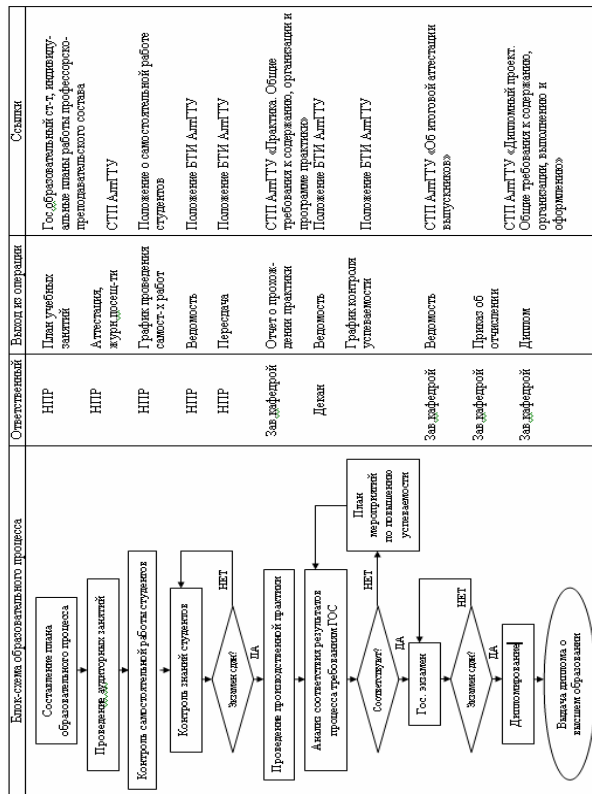 Блок-схема образовательного процесса
Ответственный
Выход из операции
Ссылки
Составление плана
образовательного процесса
НПР
План учебных
занятий
Гос.образовательный ст-т, индивиду-
альные планы работы профессорско-
преподавательского состава
Проведение аудиторных занятий
НПР
Аттестация,
журн.посещ-ти
СТП АлтГТУ
Контроль самостоятельной работы студентов
НПР
График проведения
самост-х работ
Положение о самостоятельной работе
студентов
Контроль знаний студентов
НПР
Ведомость
Положение БТИ АлтГТУ
Экзамен сдан?
НЕТ
ДА
НПР
Пересдача
Положение БТИ АлтГТУ
Проведение производственной практики
Зав.кафедрой
Отчет о прохож-
дении практики
СТП АлтГТУ «Практика. Общие
требования к содержанию, организации и
программе практики»
Анализ соответствия результатов
процесса требованиям ГОС
Декан
Ведомость
Положение БТИ АлтГТУ
Соответствует?
НЕТ
ДА
План
мероприятий
по повышению
успеваемости
График контроля
успеваемости
Положение БТИ АлтГТУ
Гос. экзамен
Зав.кафедрой
Ведомость
СТП АлтГТУ «Об итоговой аттестации
выпускников»
Экзамен сдан?
НЕТ
ДА
Зав.кафедрой
Приказ об
отчислении
Дипломирование
Зав.кафедрой
Диплом
СТП АлтГТУ «Дипломный проект.
Общие требования к содержанию,
организации, выполнению и
оформлению»
Выдача диплома о
высшем образовании